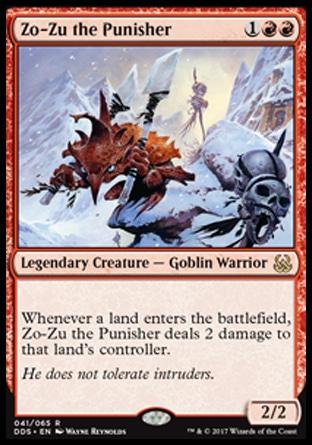 Zo-Zu the Punisher 1
Legendary Creature — Goblin Warrior
Whenever a land enters the battlefield,
Zo-Zu the Punisher deals 2 damage to
that land's controller.
He does not tolerate intruders.
2/2
041/065 R
DDS • EN Wayne Reynolds
™ & © 2017 Wizards of the Coast